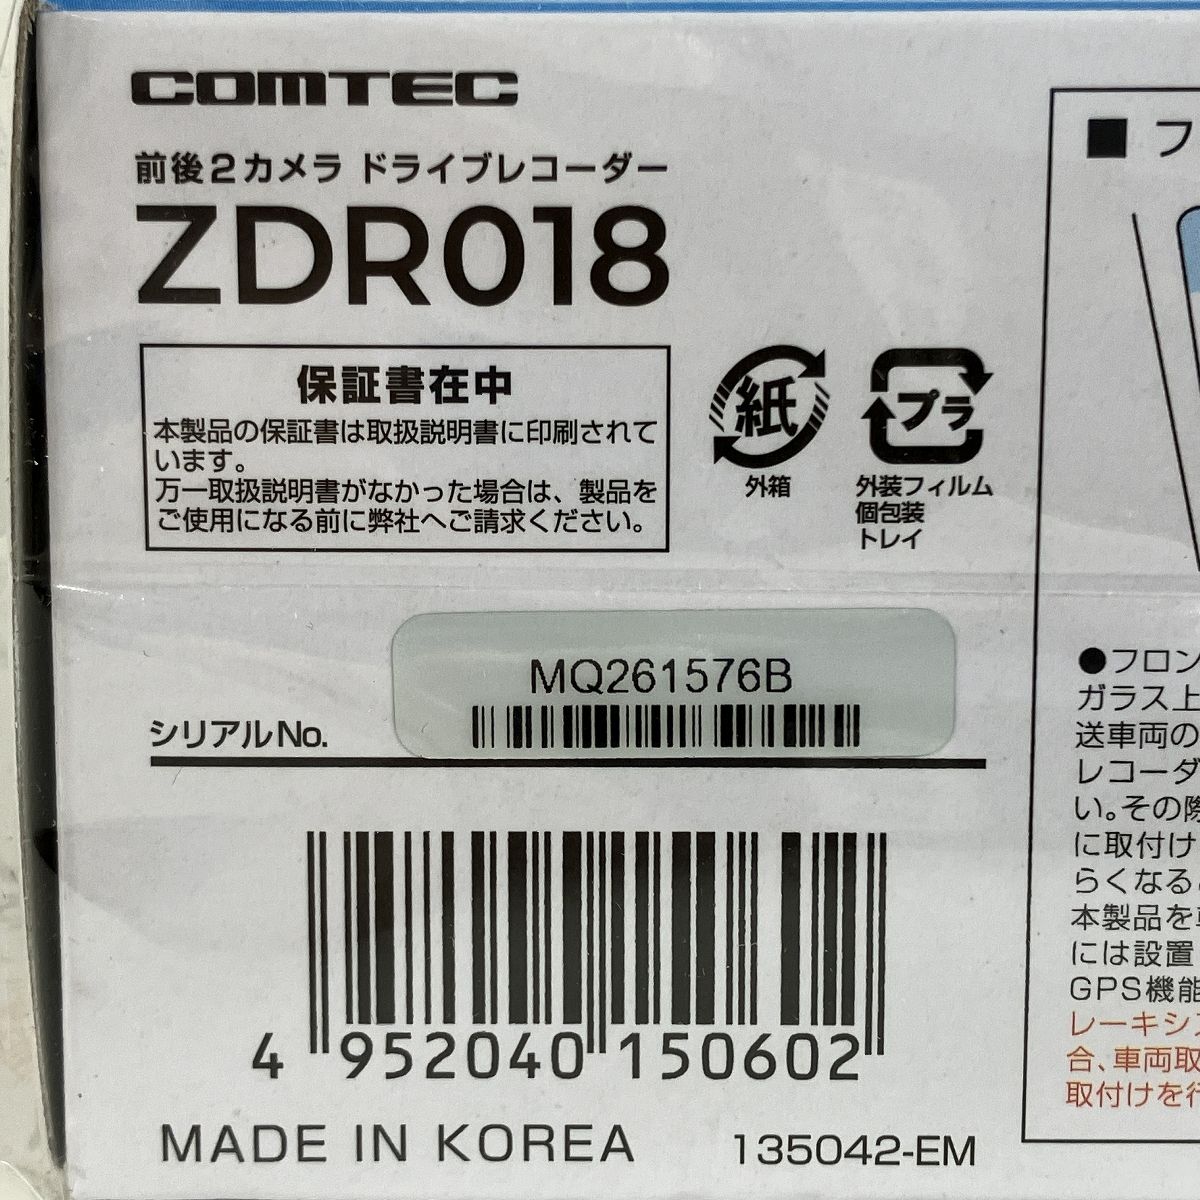 COMTEC
前後2カメラ ドライブレコーダー
ZDR018
保証書在中
本製品の保証書は取扱説明書に印刷されて
います。
万一取扱説明書がなかった場合は、製品を
ご使用になる前に弊社へご請求ください。
紙
外箱
プラ
外装フィルム
個包装
トレイ
シリアルNo.
MQ261576B
4 952040 150602
MADE IN KOREA
135042-EM
■ フ
●フロン
ガラス上
送車両の
レコーダ
い。その際
に取付け
らくなる
本製品を
には設置
GPS機能
レーキシ
合、車両取
取付けを行